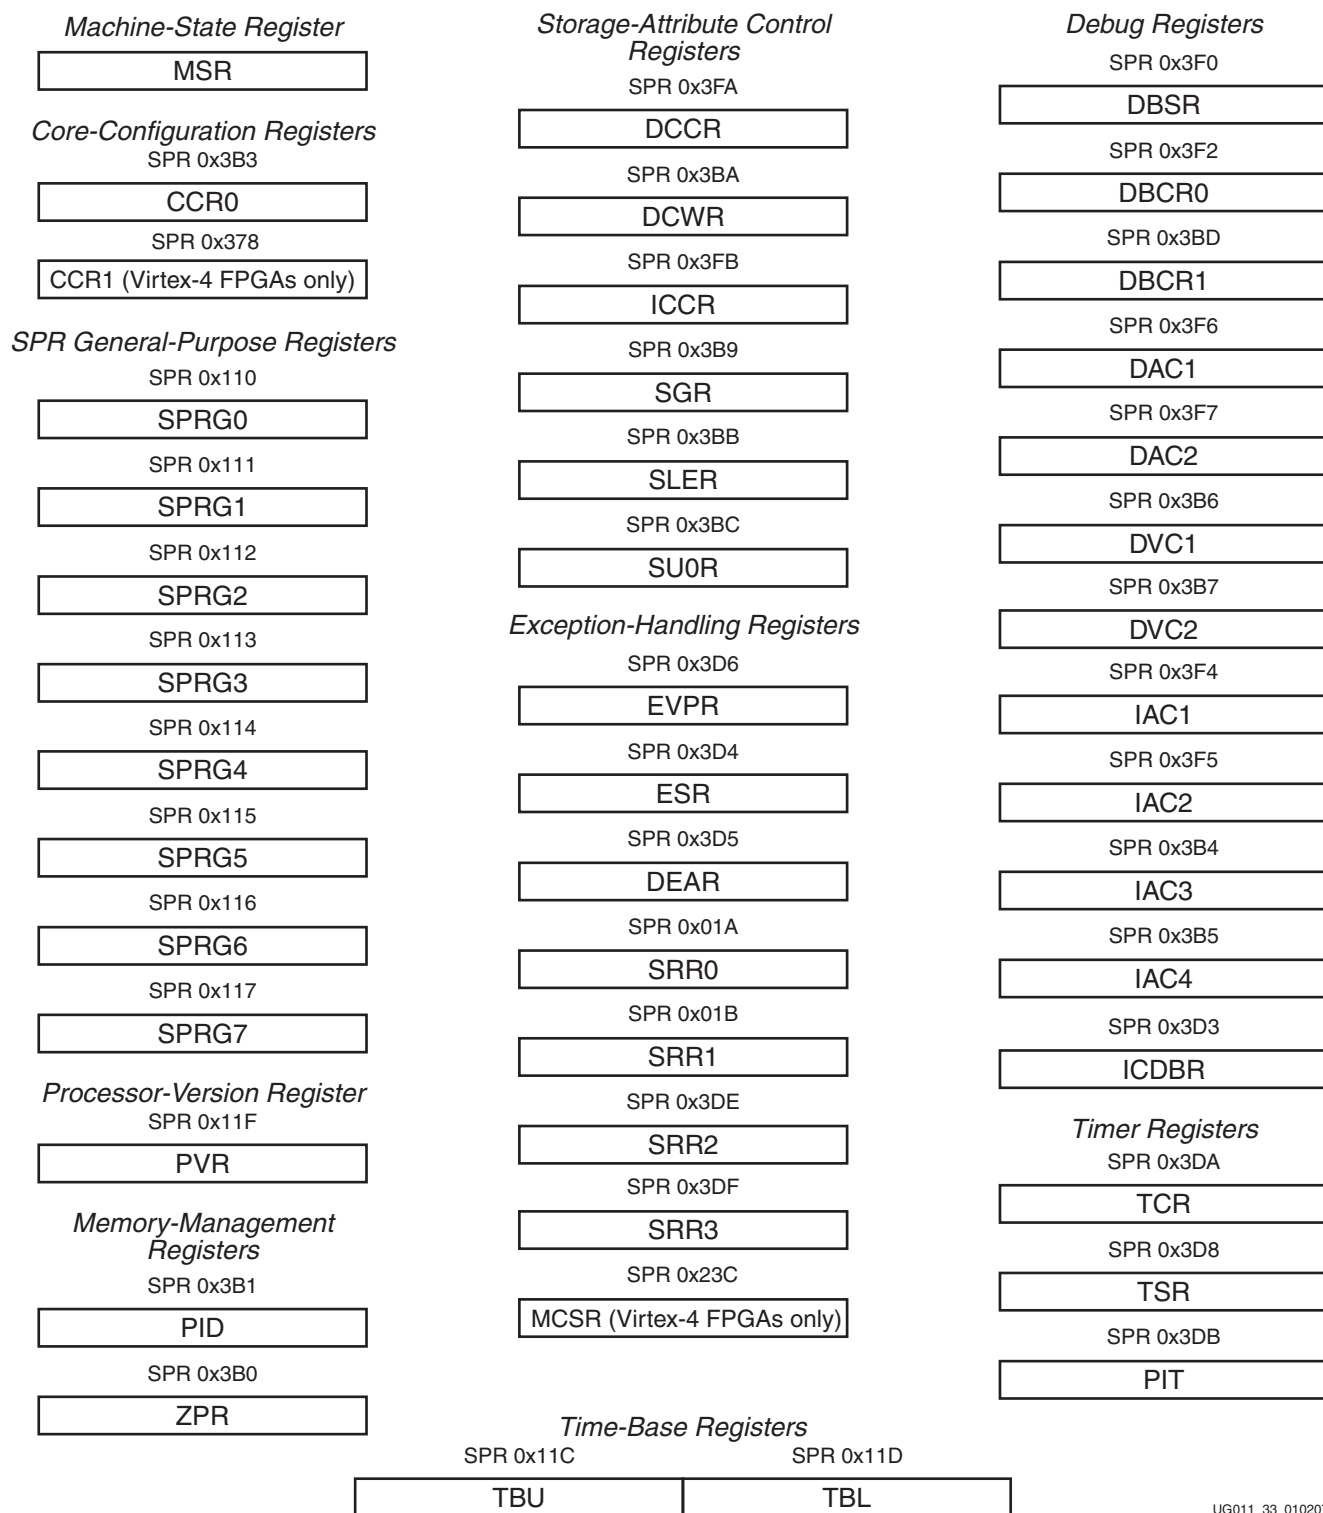 Machine-State Register
MSR
Core-Configuration Registers
SPR 0x3B3
CCR0
SPR 0x378
CCR1 (Virtex-4 FPGAs only)
SPR General-Purpose Registers
SPR 0x110
SPRG0
SPR 0x111
SPRG1
SPR 0x112
SPRG2
SPR 0x113
SPRG3
SPR 0x114
SPRG4
SPR 0x115
SPRG5
SPR 0x116
SPRG6
SPR 0x117
SPRG7
Processor-Version Register
SPR 0x11F
PVR
Memory-Management
Registers
SPR 0x3B1
PID
SPR 0x3B0
ZPR
Storage-Attribute Control
Registers
SPR 0x3FA
DCCR
SPR 0x3BA
DCWR
SPR 0x3FB
ICCR
SPR 0x3B9
SGR
SPR 0x3BB
SLER
SPR 0x3BC
SU0R
Exception-Handling Registers
SPR 0x3D6
EVPR
SPR 0x3D4
ESR
SPR 0x3D5
DEAR
SPR 0x01A
SRR0
SPR 0x01B
SRR1
SPR 0x3DE
SRR2
SPR 0x3DF
SRR3
SPR 0x23C
MCSR (Virtex-4 FPGAs only)
Debug Registers
SPR 0x3F0
DBSR
SPR 0x3F2
DBCR0
SPR 0x3BD
DBCR1
SPR 0x3F6
DAC1
SPR 0x3F7
DAC2
SPR 0x3B6
DVC1
SPR 0x3B7
DVC2
SPR 0x3F4
IAC1
SPR 0x3F5
IAC2
SPR 0x3B4
IAC3
SPR 0x3B5
IAC4
SPR 0x3D3
ICDBR
Timer Registers
SPR 0x3DA
TCR
SPR 0x3D8
TSR
SPR 0x3DB
PIT
Time-Base Registers
SPR 0x11C SPR 0x11D
TBU TBL
UG011_33_010207